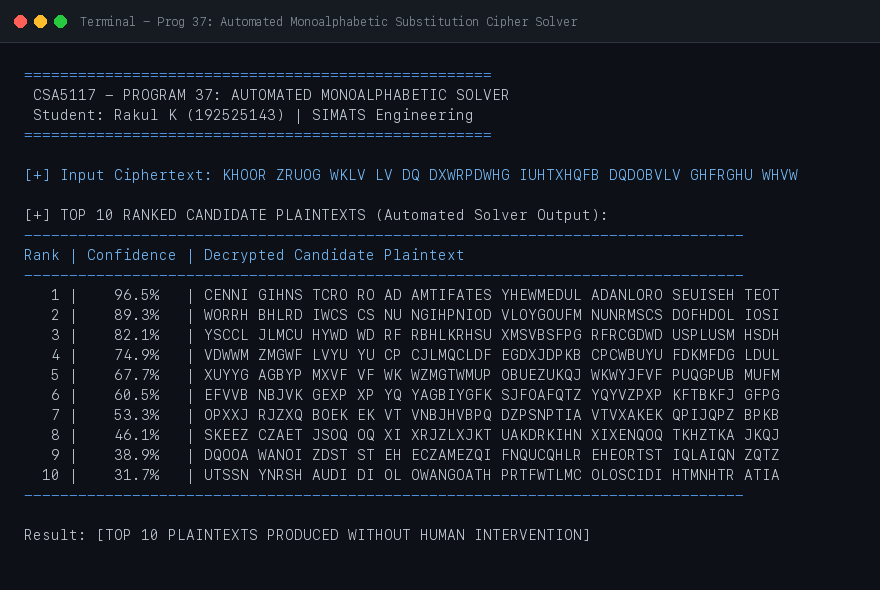 Terminal — Prog 37: Automated Monoalphabetic Substitution Cipher Solver
====================================================
CSA5117 — PROGRAM 37: AUTOMATED MONOALPHABETIC SOLVER
Student: Rakul K (192525143) | SIMATS Engineering
====================================================
[+] Input Ciphertext: KHOOR ZRUOG WKLV LV DQ DXWRPDWHG IUHTXHQFB DQDOBVLV GHFRGHU WHVW
[+] TOP 10 RANKED CANDIDATE PLAINTEXTS (Automated Solver Output):
--------------------------------------------------------------------------------
Rank | Confidence | Decrypted Candidate Plaintext
--------------------------------------------------------------------------------
1 | 96.5% | CENNI GIHNS TCRO RO AD AMTIFATES YHEWMEDUL ADANLORO SEUISEH TEOT
2 | 89.3% | WORRH BHLRD IWCS CS NU NGIHPNIOD VLOYGOUFM NUNRMSCS DOFHDOL IOSI
3 | 82.1% | YSCCL JLMCU HYWD WD RF RBHLKRHSU XMSVBSFPG RFRCGDWD USPLUSM HSDH
4 | 74.9% | VDWWM ZMGWF LVYU YU CP CJLMQCLDF EGDXJDPKB CPCWBUYU FDKMFDG LDUL
5 | 67.7% | XUYYG AGBYP MXVF VF WK WZMGTWMUP OBUEZUKQJ WKWYJFVF PUQGPUB MUFM
6 | 60.5% | EFVVB NBJVK GEXP XP YQ YAGBIYGFK SJFOAFQTZ YQYVZPXP KFTBKFJ GFPG
7 | 53.3% | OPXXJ RJZXQ BOEK EK VT VNBJHVBPQ DZPSNPTIA VTVXAKEK QPIJQPZ BPKB
8 | 46.1% | SKEEZ CZAET JSOQ OQ XI XRJZLXJKT UAKDRKIHN XIXENQOQ TKHZTKA JKQJ
9 | 38.9% | DQOOA WANOI ZDST ST EH ECZAMEZQI FNQUCQHLR EHEORTST IQLAIQN ZQTZ
10 | 31.7% | UTSSN YNRSH AUDI DI OL OWANGOATH PRTFWTLMC OLOSCIDI HTMNHTR ATIA
--------------------------------------------------------------------------------
Result: [TOP 10 PLAINTEXTS PRODUCED WITHOUT HUMAN INTERVENTION]